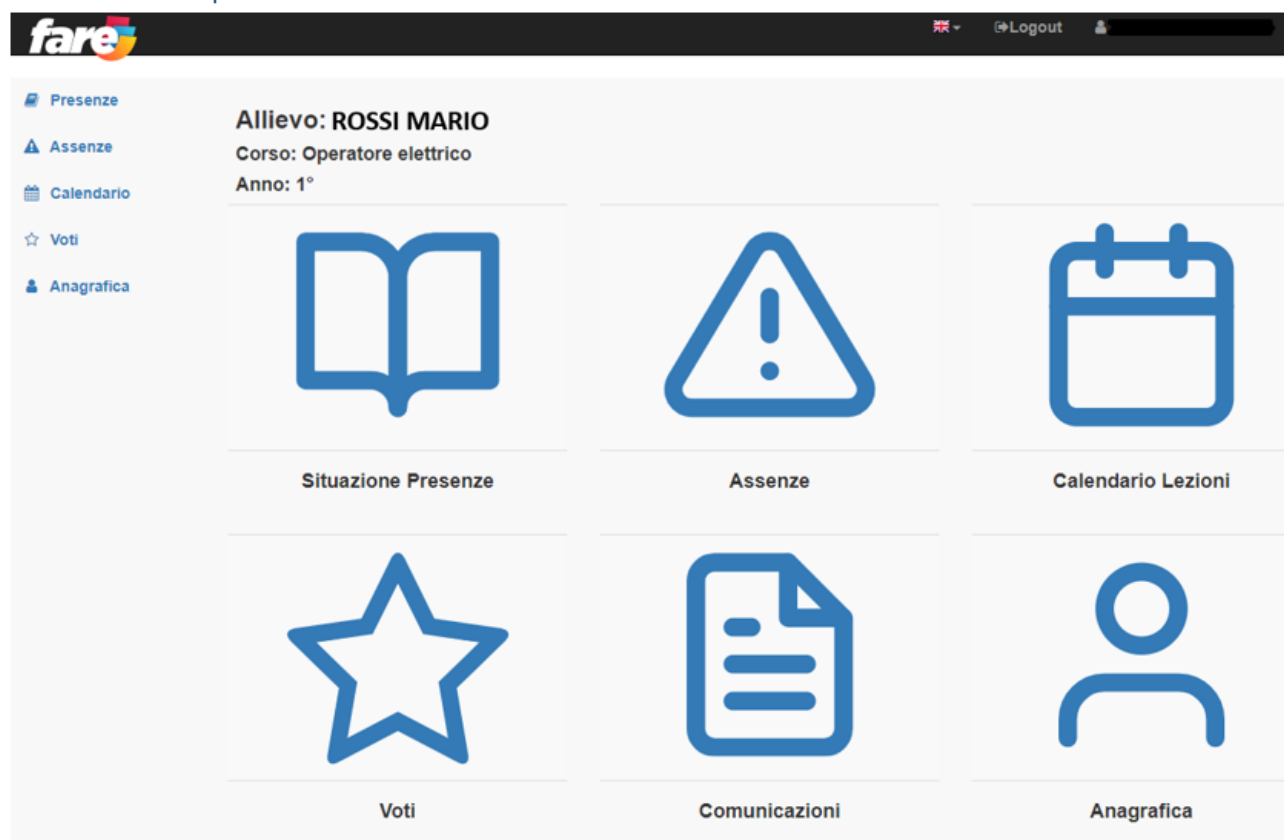 fare
Logout
Presenze
Assenze
Calendario
Voti
Anagrafica
Allievo: ROSSI MARIO
Corso: Operatore elettrico
Anno: 1°
Situazione Presenze
Assenze
Calendario Lezioni
Voti
Comunicazioni
Anagrafica